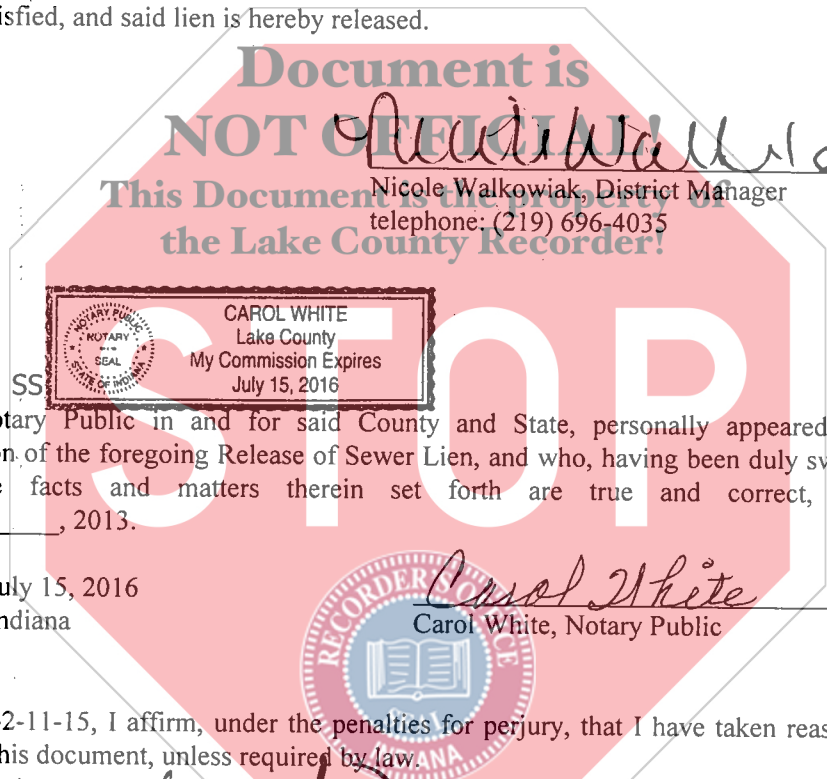 isfied, and said lien is hereby released.
Document is
NOT OFFICIAL!
This Document is the property of
the Lake County Recorder!
Nicole Walkowiak, District Manager
telephone: (219) 696-4035
STOP
NOTARY PUBLIC
NOTARY
SEAL
STATE OF INDIANA
CAROL WHITE
Lake County
My Commission Expires
July 15, 2016
SS
otary Public in and for said County and State, personally appeared
n of the foregoing Release of Sewer Lien, and who, having been duly sw
e facts and matters therein set forth are true and correct,
, 2013.
uly 15, 2016
ndiana
Carol White
Carol White, Notary Public
RECORDER'S OFFICE
SEAL
INDIANA
-2-11-15, I affirm, under the penalties for perjury, that I have taken reas
his document, unless required by law.